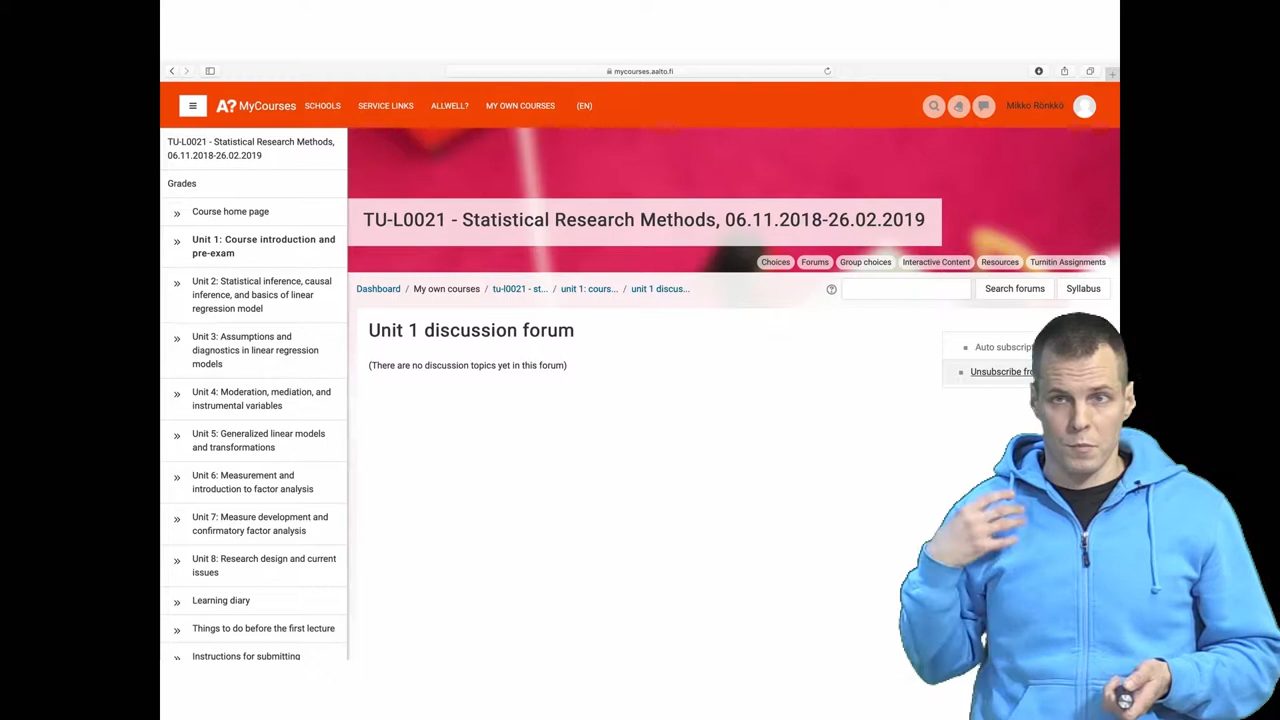 mycourses.aalto.fi
A? MyCourses SCHOOLS SERVICE LINKS ALLWELL? MY OWN COURSES (EN) Mikko Rönkkö
TU-L0021 - Statistical Research Methods,
06.11.2018-26.02.2019
Grades
Course home page
Unit 1: Course introduction and
pre-exam
Unit 2: Statistical inference, causal
inference, and basics of linear
regression model
Unit 3: Assumptions and
diagnostics in linear regression
models
Unit 4: Moderation, mediation, and
instrumental variables
Unit 5: Generalized linear models
and transformations
Unit 6: Measurement and
introduction to factor analysis
Unit 7: Measure development and
confirmatory factor analysis
Unit 8: Research design and current
issues
Learning diary
Things to do before the first lecture
Instructions for submitting
TU-L0021 - Statistical Research Methods, 06.11.2018-26.02.2019
Choices Forums Group choices Interactive Content Resources Turnitin Assignments
Dashboard / My own courses / tu-l0021 - st... / unit 1: cours... / unit 1 discus... Search forums Syllabus
Unit 1 discussion forum
(There are no discussion topics yet in this forum)
Auto
Unsubscribe